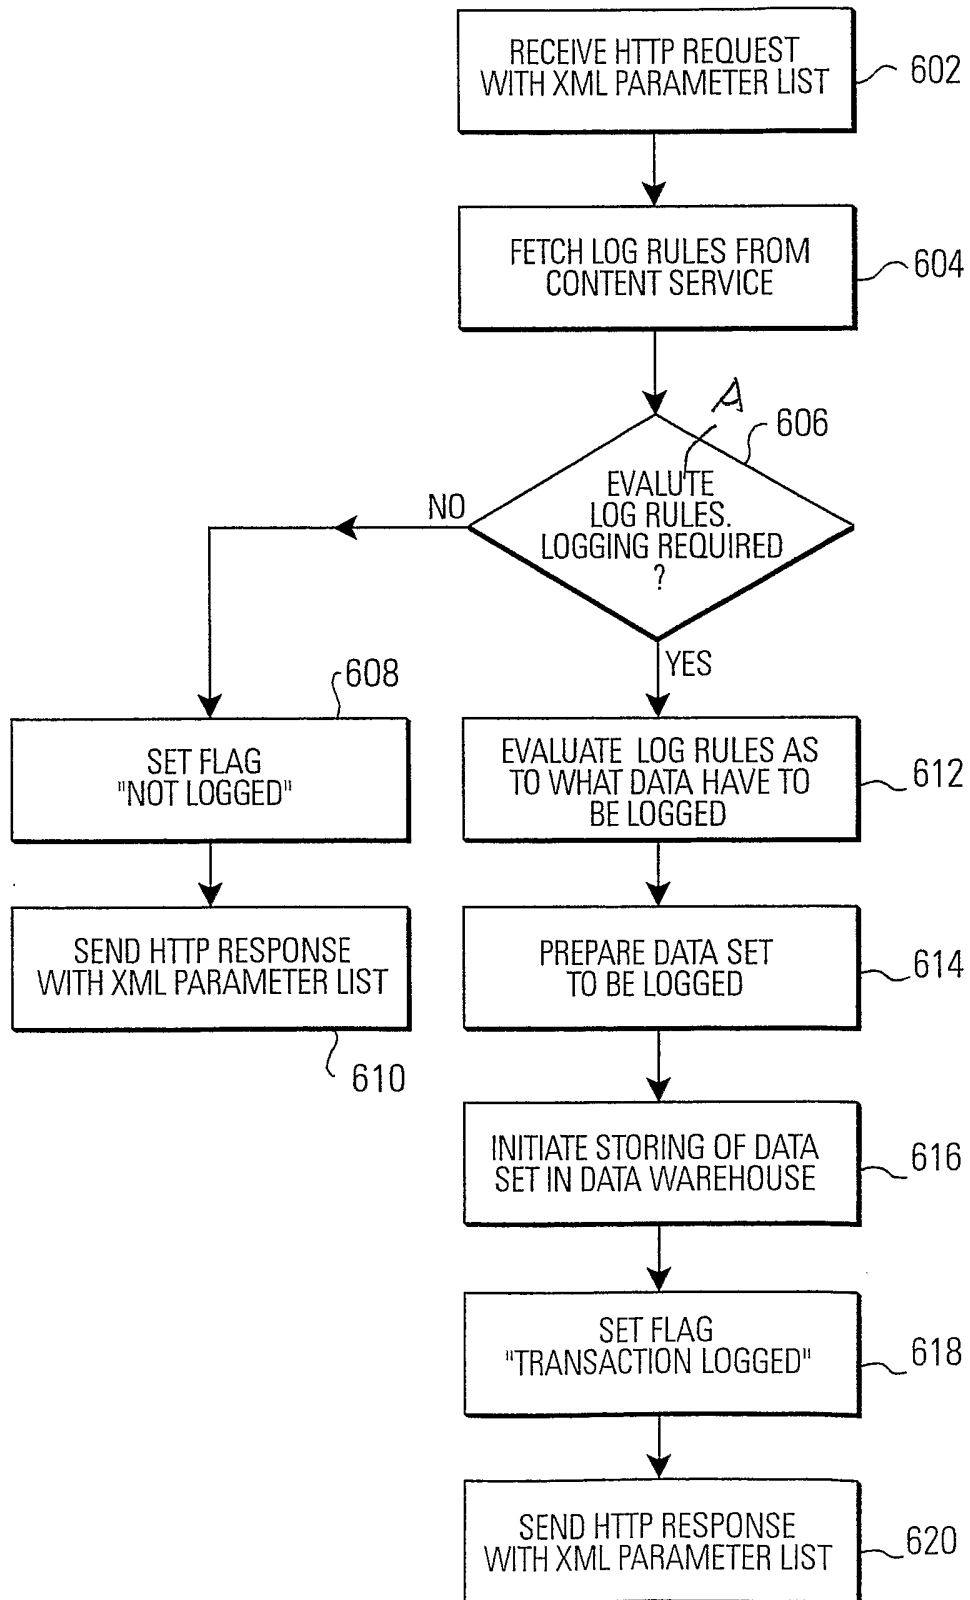 RECEIVE HTTP REQUEST
WITH XML PARAMETER LIST
602
FETCH LOG RULES FROM
CONTENT SERVICE
604
A
606
EVALUTE
LOG RULES.
LOGGING REQUIRED
?
NO
YES
608
SET FLAG
"NOT LOGGED"
EVALUATE LOG RULES AS
TO WHAT DATA HAVE TO
BE LOGGED
612
SEND HTTP RESPONSE
WITH XML PARAMETER LIST
610
PREPARE DATA SET
TO BE LOGGED
614
INITIATE STORING OF DATA
SET IN DATA WAREHOUSE
616
SET FLAG
"TRANSACTION LOGGED"
618
SEND HTTP RESPONSE
WITH XML PARAMETER LIST
620